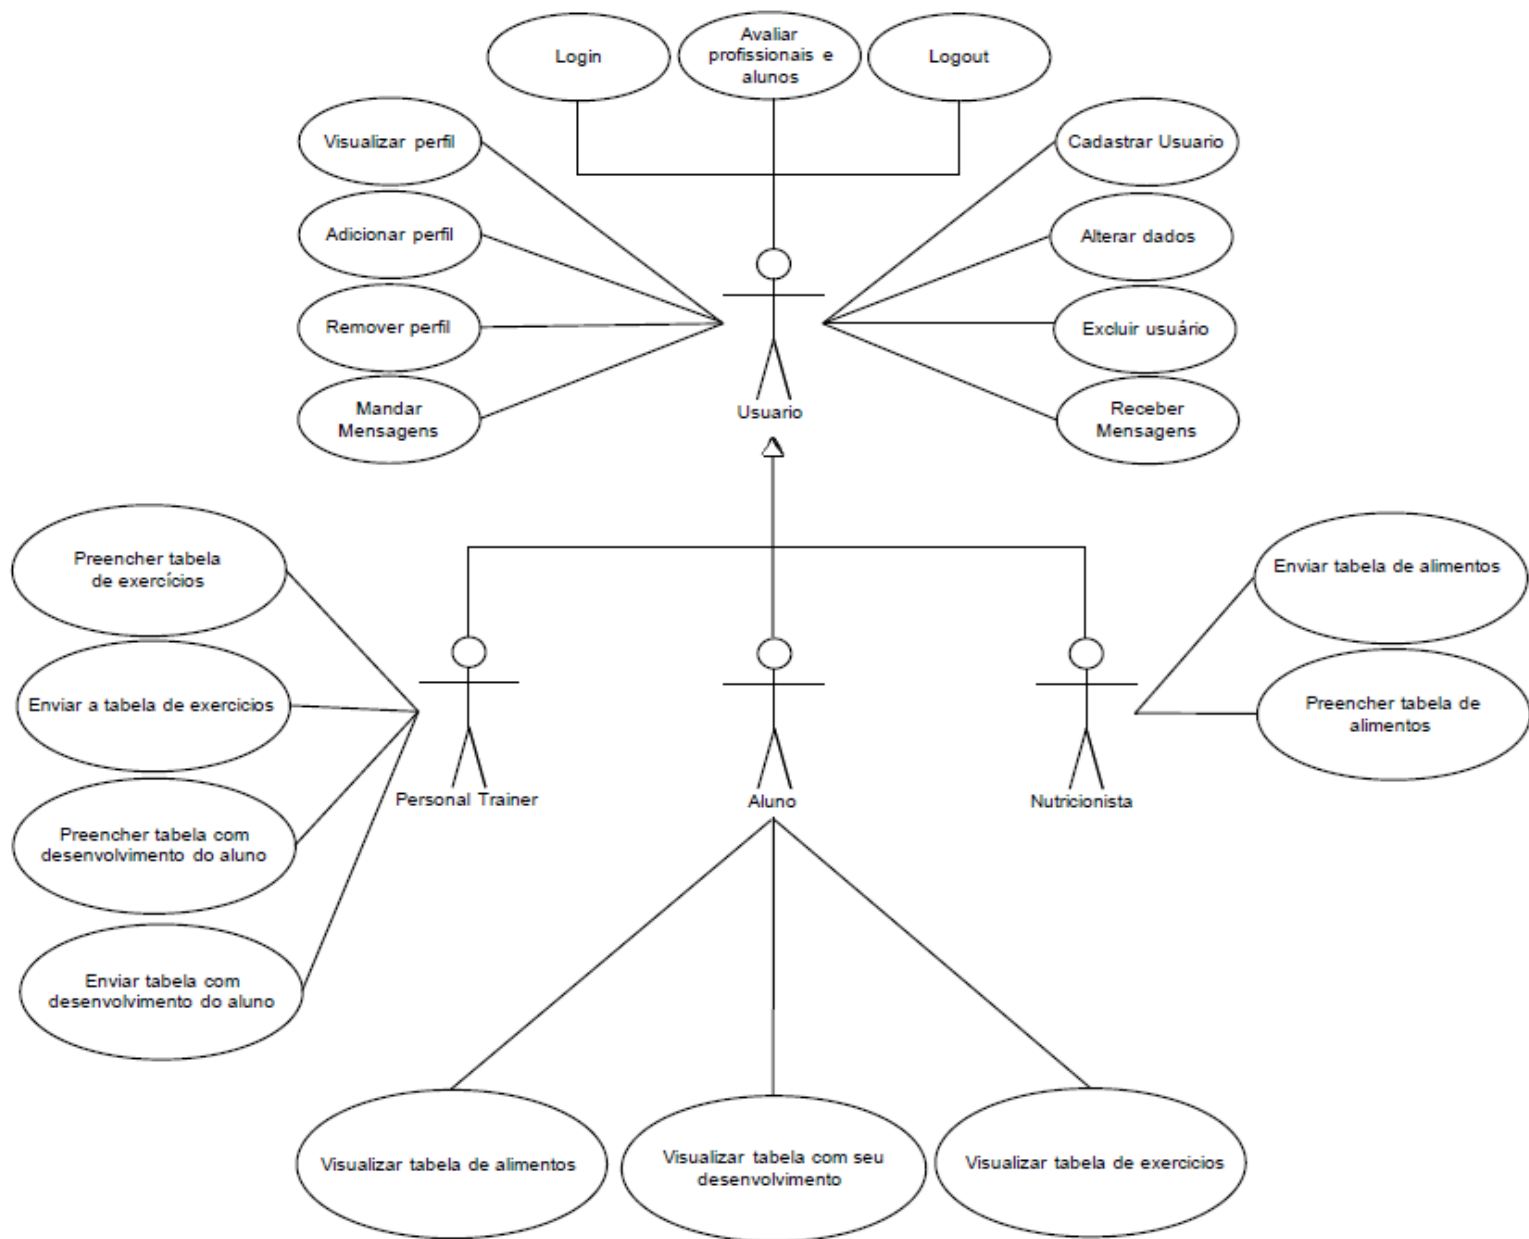 Login
Avaliar
profissionais e
alunos
Logout
Visualizar perfil
Cadastrar Usuario
Adicionar perfil
Alterar dados
Remover perfil
Excluir usuário
Mandar
Mensagens
Usuario
Receber
Mensagens
Preencher tabela
de exercícios
Enviar tabela de alimentos
Enviar a tabela de exercicios
Preencher tabela de
alimentos
Personal Trainer
Aluno
Nutricionista
Preencher tabela com
desenvolvimento do aluno
Enviar tabela com
desenvolvimento do aluno
Visualizar tabela de alimentos
Visualizar tabela com seu
desenvolvimento
Visualizar tabela de exercicios